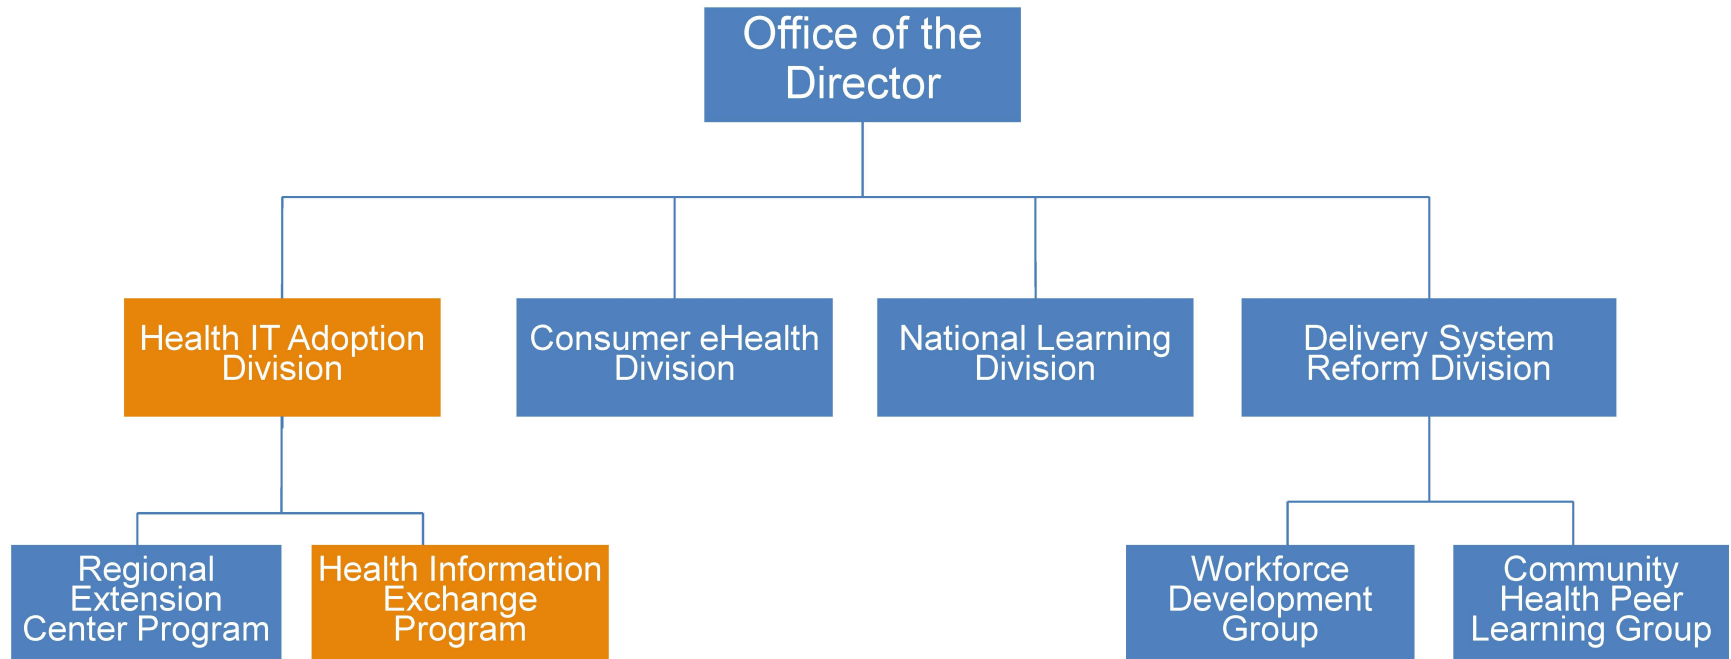 Office of the
Director
Health IT Adoption
Division
Consumer eHealth
Division
National Learning
Division
Delivery System
Reform Division
Regional
Extension
Center Program
Health Information
Exchange
Program
Workforce
Development
Group
Community
Health Peer
Learning Group